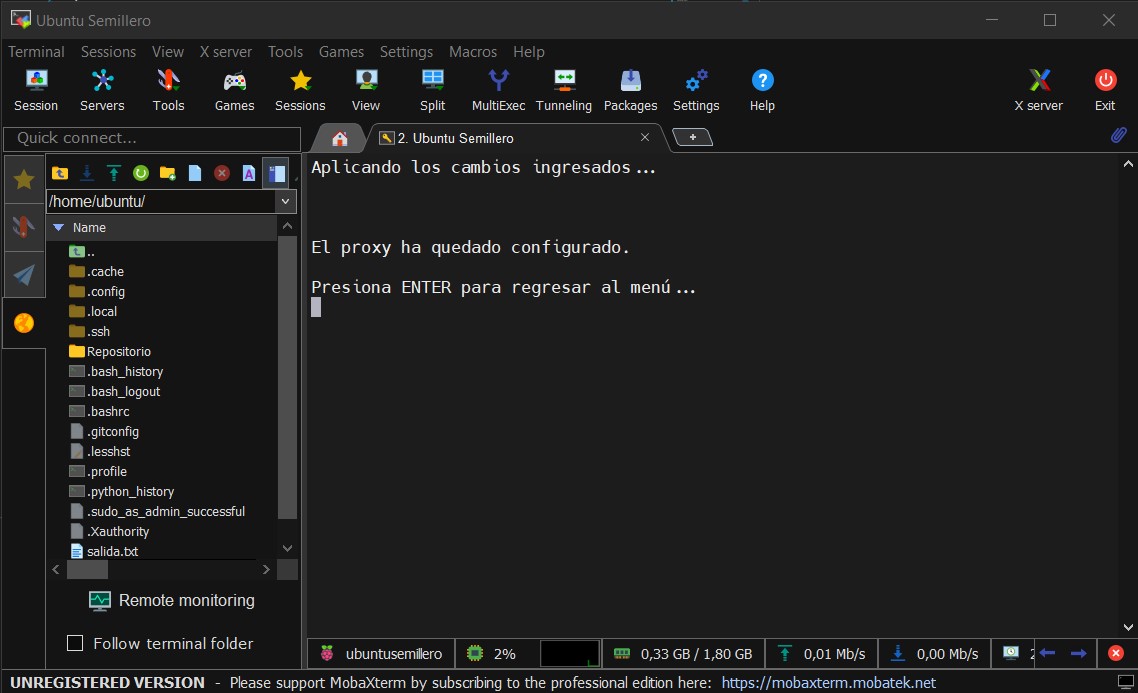 Ubuntu Semillero
Terminal Sessions View X server Tools Games Settings Macros Help
Session Servers Tools Games Sessions View Split MultiExec Tunneling Packages Settings Help X server Exit
Quick connect...
2. Ubuntu Semillero
/home/ubuntu/
Name
..
.cache
.config
.local
.ssh
Repositorio
.bash_history
.bash_logout
.bashrc
.gitconfig
.lesshst
.profile
.python_history
.sudo_as_admin_successful
.Xauthority
salida.txt
Remote monitoring
Follow terminal folder
Aplicando los cambios ingresados...
El proxy ha quedado configurado.
Presiona ENTER para regresar al menú...
ubuntusemillero 2% 0,33 GB / 1,80 GB 0,01 Mb/s 0,00 Mb/s
UNREGISTERED VERSION - Please support MobaXterm by subscribing to the professional edition here: https://mobaxterm.mobatek.net